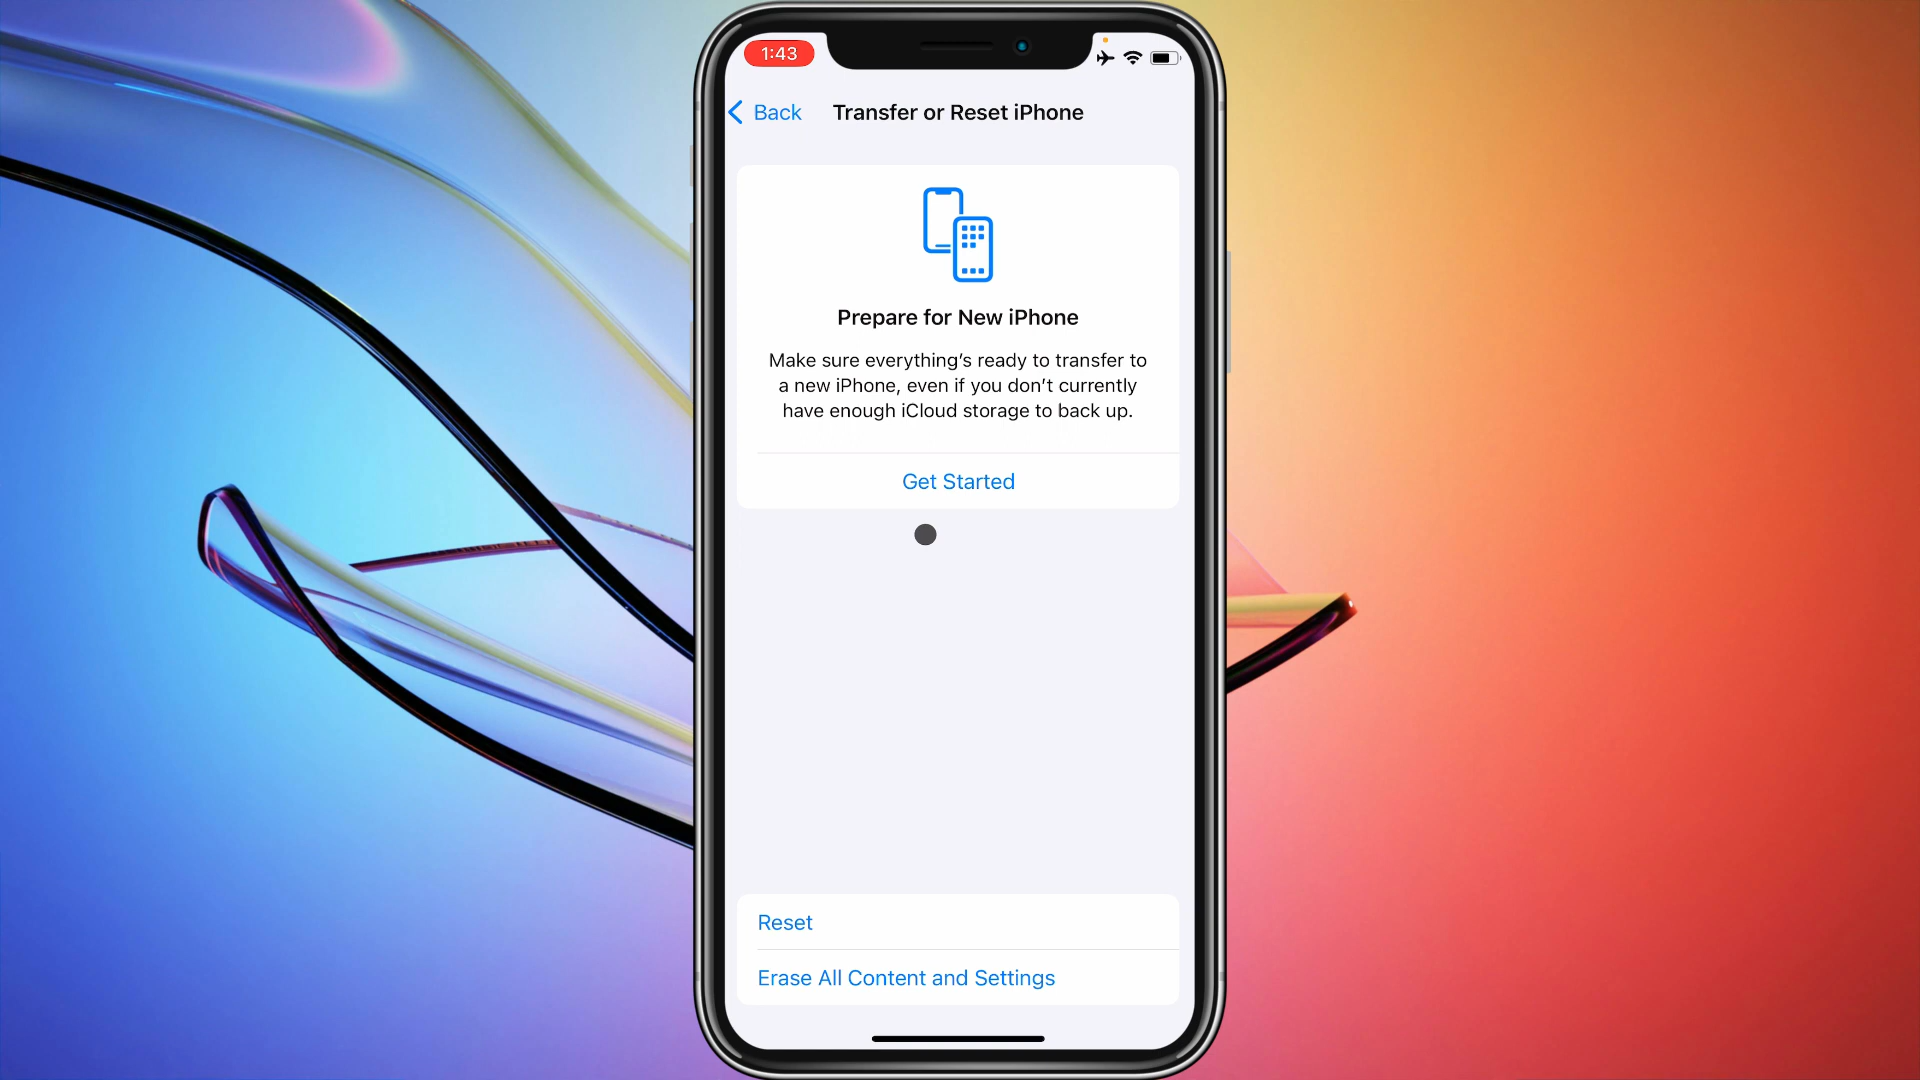 1:43
Back
Transfer or Reset iPhone
Prepare for New iPhone
Make sure everything's ready to transfer to
a new iPhone, even if you don't currently
have enough iCloud storage to back up.
Get Started
Reset
Erase All Content and Settings